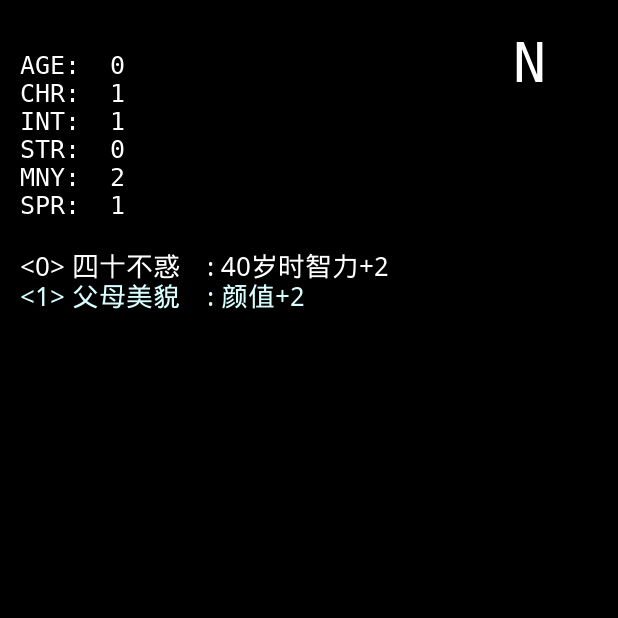 N
AGE: 0
CHR: 1
INT: 1
STR: 0
MNY: 2
SPR: 1
<0> 四十不惑 : 40岁时智力+2
<1> 父母美貌 : 颜值+2